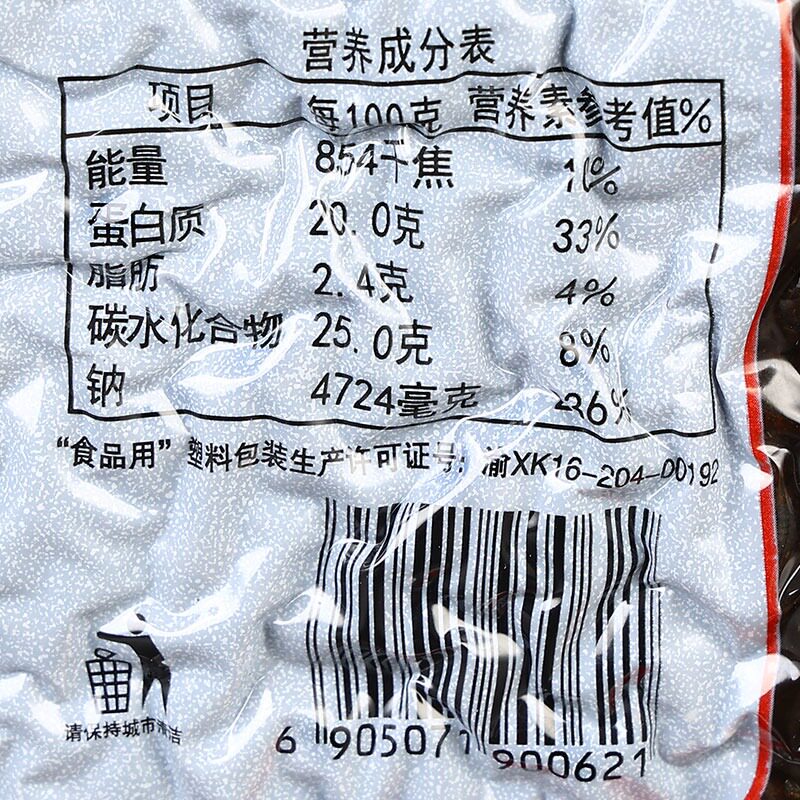 营养成分表
项目 每100克 营养素参考值%
能量 854千焦 10%
蛋白质 20.0克 33%
脂肪 2.4克 4%
碳水化合物 25.0克 8%
钠 4724毫克
“食品用”塑料包装生产许可证号: 渝XK16-204-00192
请保持城市清洁
6 905071 900621